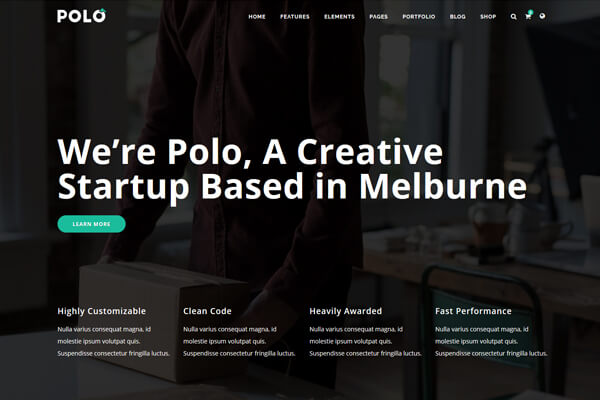 POLO
HOME FEATURES ELEMENTS PAGES PORTFOLIO BLOG SHOP
We're Polo, A Creative
Startup Based in Melburne
LEARN MORE
Highly Customizable
Nulla varius consequat magna, id
molestie ipsum volutpat quis.
Suspendisse consectetur fringilla luctus.
Clean Code
Nulla varius consequat magna, id
molestie ipsum volutpat quis.
Suspendisse consectetur fringilla luctus.
Heavily Awarded
Nulla varius consequat magna, id
molestie ipsum volutpat quis.
Suspendisse consectetur fringilla luctus.
Fast Performance
Nulla varius consequat magna, id
molestie ipsum volutpat quis.
Suspendisse consectetur fringilla luctus.